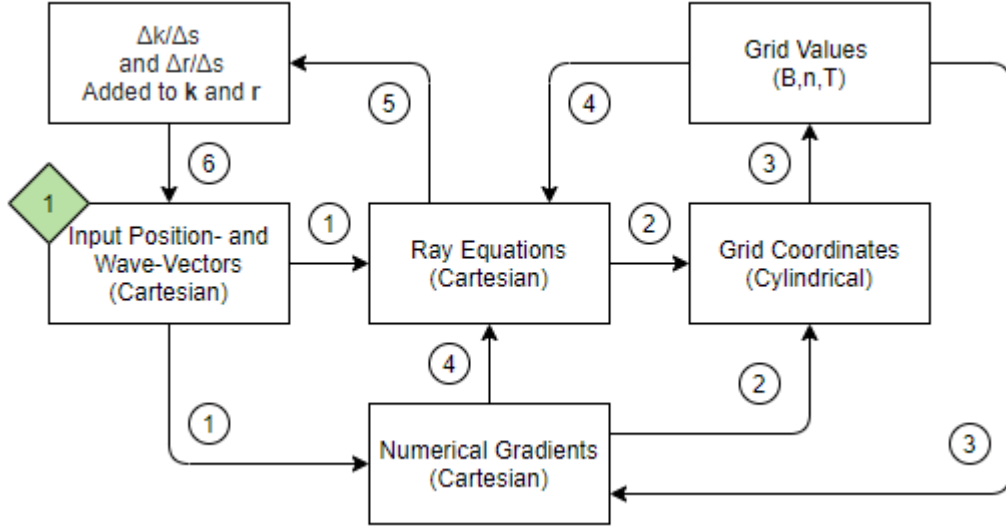 Δk/Δs
and Δr/Δs
Added to k and r
Grid Values
(B,n,T)
5
4
6
3
1
Input Position- and
Wave-Vectors
(Cartesian)
1
Ray Equations
(Cartesian)
2
Grid Coordinates
(Cylindrical)
4
2
1
Numerical Gradients
(Cartesian)
3